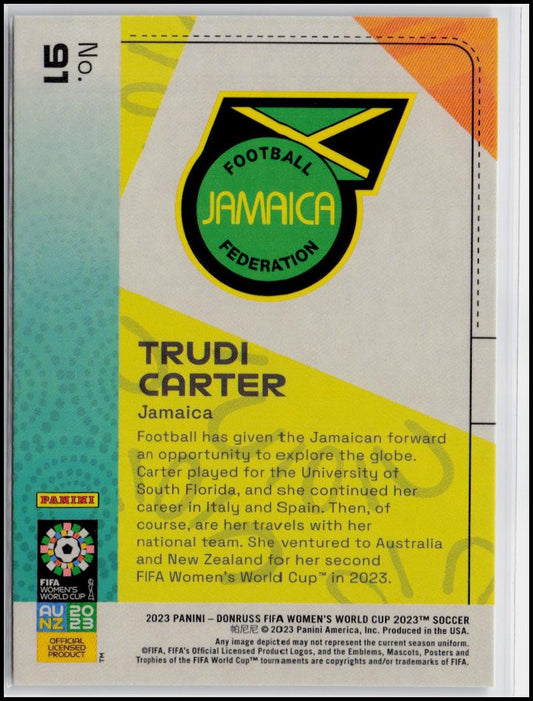 No.
91
FOOTBALL
JAMAICA
FEDERATION
TRUDI
CARTER
Jamaica
Football has given the Jamaican forward
an opportunity to explore the globe.
Carter played for the University of
South Florida, and she continued her
career in Italy and Spain. Then, of
course, are her travels with her
national team. She ventured to Australia
and New Zealand for her second
FIFA Women's World Cup™ in 2023.
PANINI
FIFA
WOMEN'S
WORLD CUP
AU 20
NZ 23
OFFICIAL
LICENSED
PRODUCT
™
2023 PANINI – DONRUSS FIFA WOMEN'S WORLD CUP 2023™ SOCCER
帕尼尼 © 2023 Panini America, Inc. Produced in the USA.
Any image depicted may not represent the current season uniform.
©FIFA, FIFA's Official Licensed Product Logos, and the Emblems, Mascots, Posters and
Trophies of the FIFA World Cup™ tournaments are copyrights and/or trademarks of FIFA.